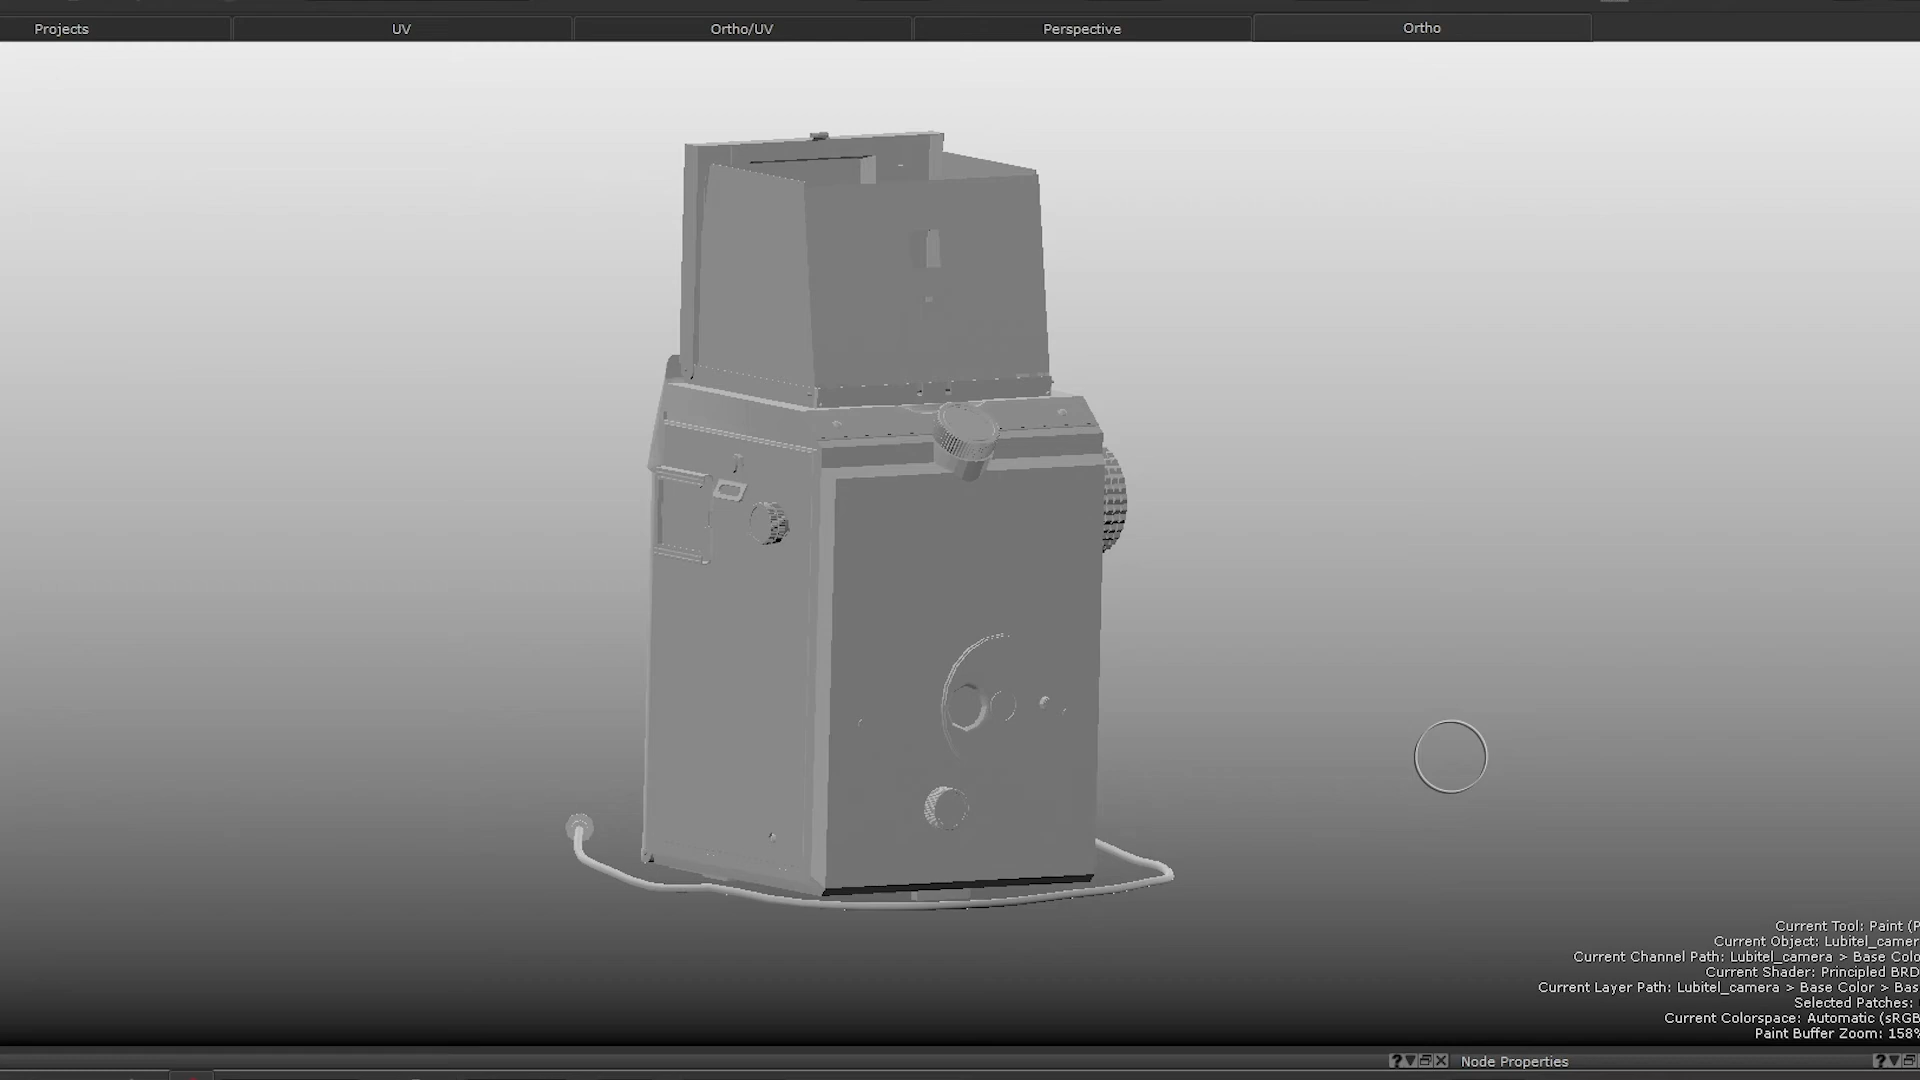 Projects
UV
Ortho/UV
Perspective
Ortho
Current Tool: Paint (P
Current Object: Lubitel_camer
Current Channel Path: Lubitel_camera > Base Colo
Current Shader: Principled BRD
Current Layer Path: Lubitel_camera > Base Color > Bas
Selected Patches:
Current Colorspace: Automatic (sRGB
Paint Buffer Zoom: 158%
Node Properties